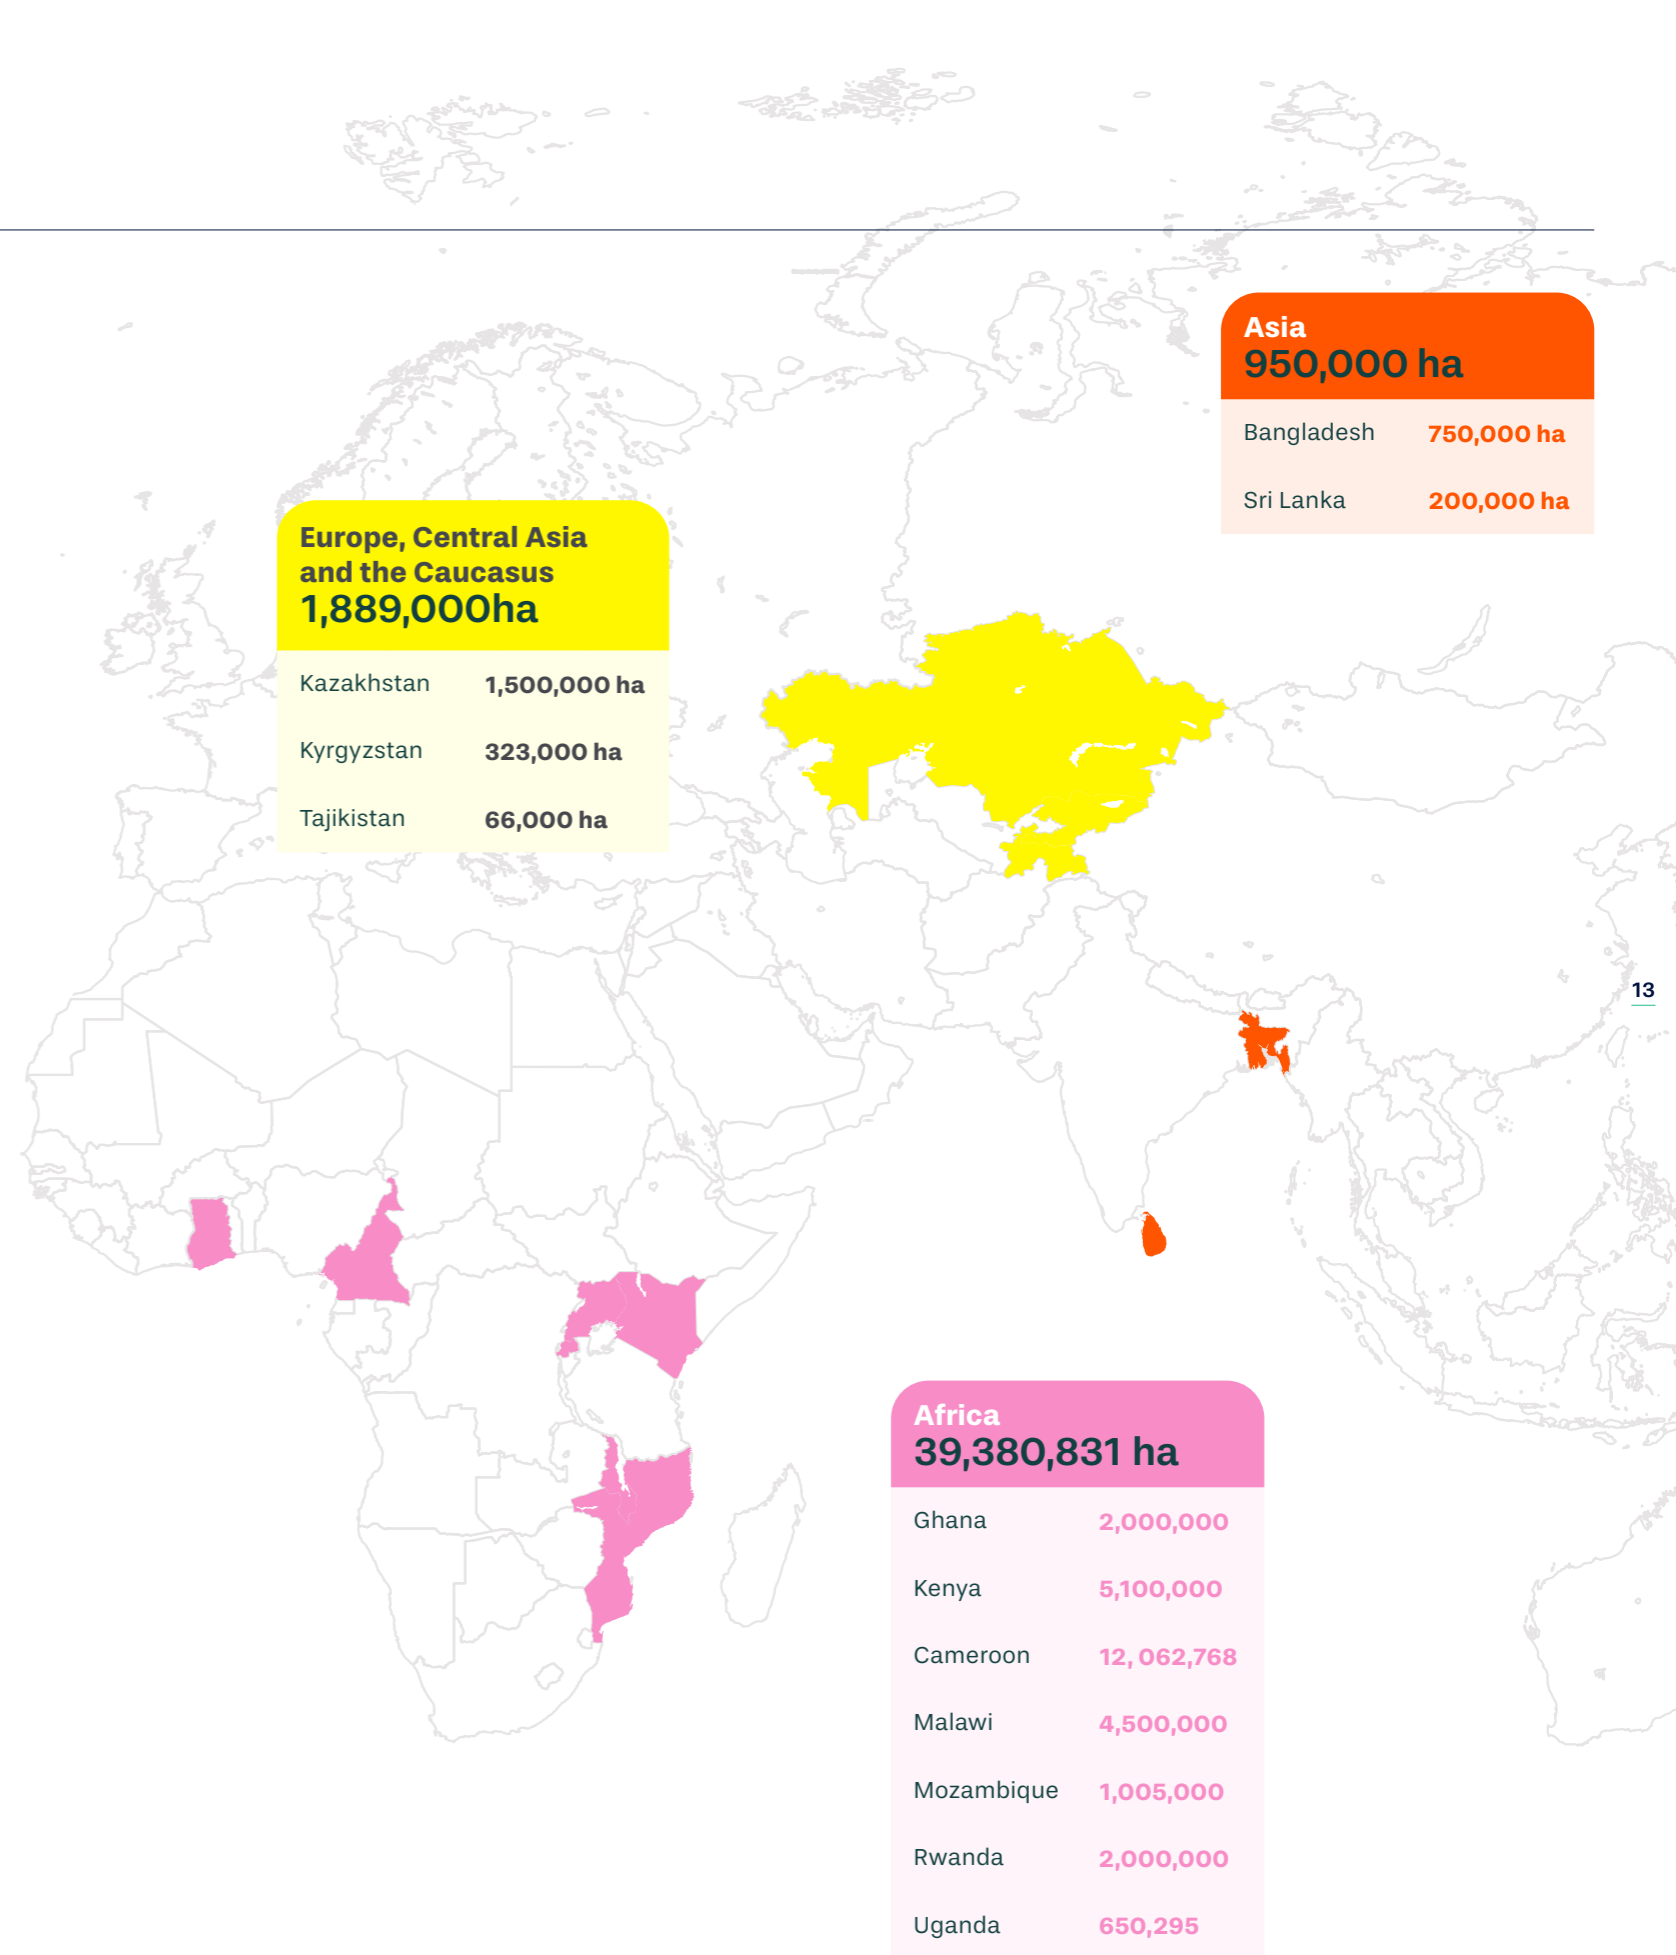 Asia
950,000 ha
Bangladesh 750,000 ha
Sri Lanka 200,000 ha
Europe, Central Asia
and the Caucasus
1,889,000ha
Kazakhstan 1,500,000 ha
Kyrgyzstan 323,000 ha
Tajikistan 66,000 ha
13
Africa
39,380,831 ha
Ghana 2,000,000
Kenya 5,100,000
Cameroon 12, 062,768
Malawi 4,500,000
Mozambique 1,005,000
Rwanda 2,000,000
Uganda 650,295